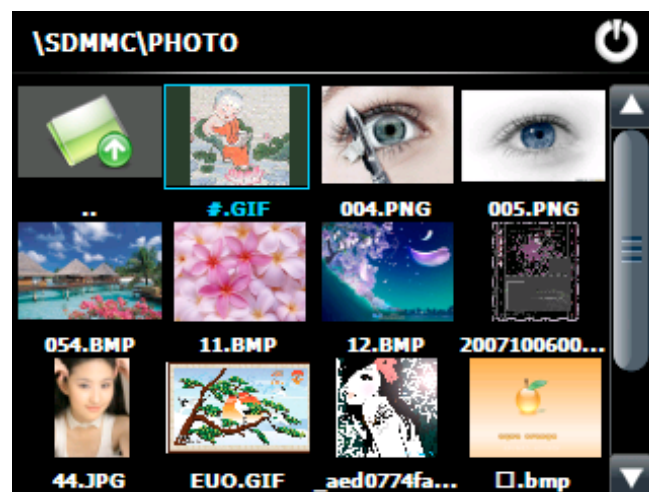 \SDMMC\PHOTO
..
#.GIF
004.PNG
005.PNG
054.BMP
11.BMP
12.BMP
2007100600...
44.JPG
EUO.GIF
_aed0774fa...
□.bmp